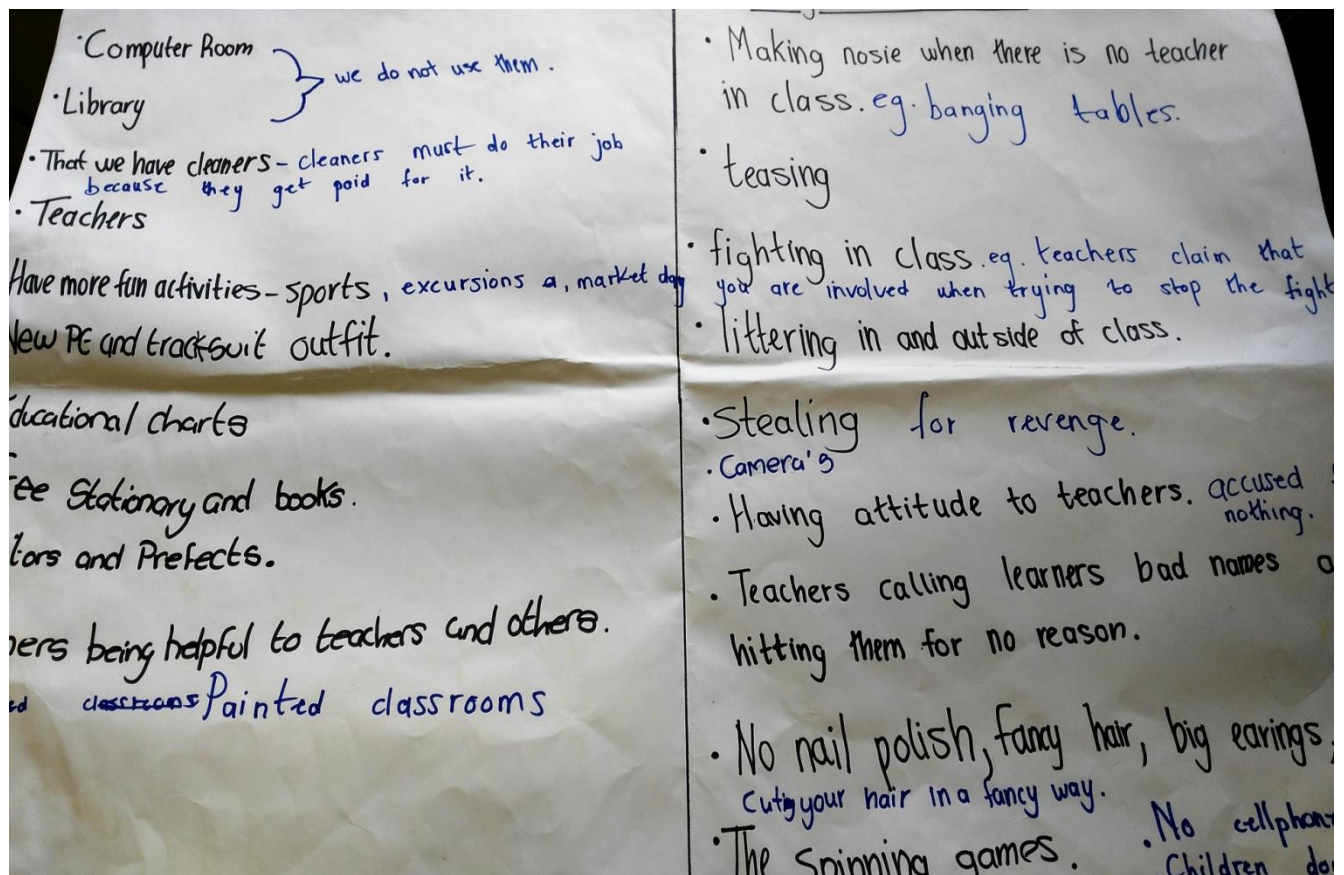 ·Computer Room
we do not use them.
·Library
·That we have cleaners - cleaners must do their job
because they get paid for it.
·Teachers
Have more fun activities - sports, excursions a, market day
New PE and tracksuit outfit.
Educational charts
Stationary and books.
and Prefects.
being helpful to teachers and others.
Painted classrooms
·Making nosie when there is no teacher
in class. eg. banging tables.
·teasing
·fighting in class. eg. teachers claim that
you are involved when trying to stop the fight
·littering in and outside of class.
·Stealing for revenge.
·Camera's
·Having attitude to teachers. accused
nothing.
·Teachers calling learners bad names
hitting them for no reason.
·No nail polish, fancy hair, big earings,
Cuting your hair in a fancy way.
·No
·The Spinning games.
Children